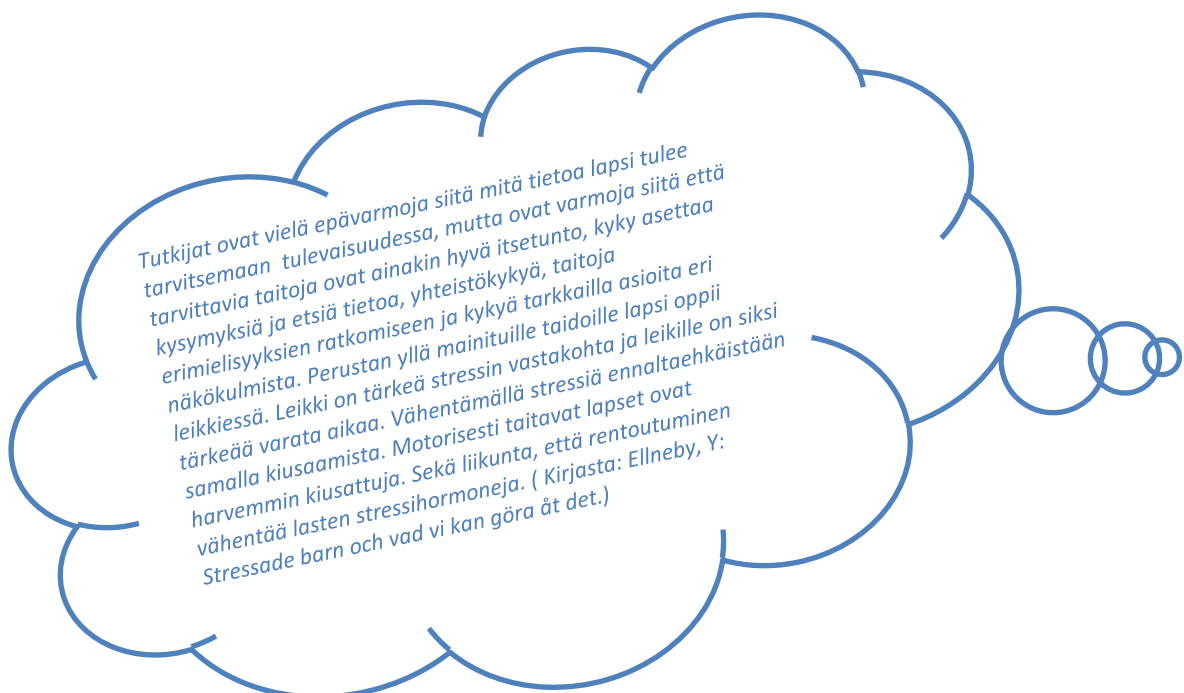 Tutkijat ovat vielä epävarmoja siitä mitä tietoa lapsi tulee
tarvitsemaan tulevaisuudessa, mutta ovat varmoja siitä että
tarvittavia taitoja ovat ainakin hyvä itsetunto, kyky asettaa
kysymyksiä ja etsiä tietoa, yhteistökykyä, taitoja
erimielisyyksien ratkomiseen ja kykyä tarkkailla asioita eri
näkökulmista. Perustan yllä mainituille taidoille lapsi oppii
leikkiessä. Leikki on tärkeä stressin vastakohta ja leikille on siksi
tärkeää varata aikaa. Vähentämällä stressiä ennaltaehkäistään
samalla kiusaamista. Motorisesti taitavat lapset ovat
harvemmin kiusattuja. Sekä liikunta, että rentoutuminen
vähentää lasten stressihormoneja. ( Kirjasta: Ellneby, Y:
Stressade barn och vad vi kan göra åt det.)